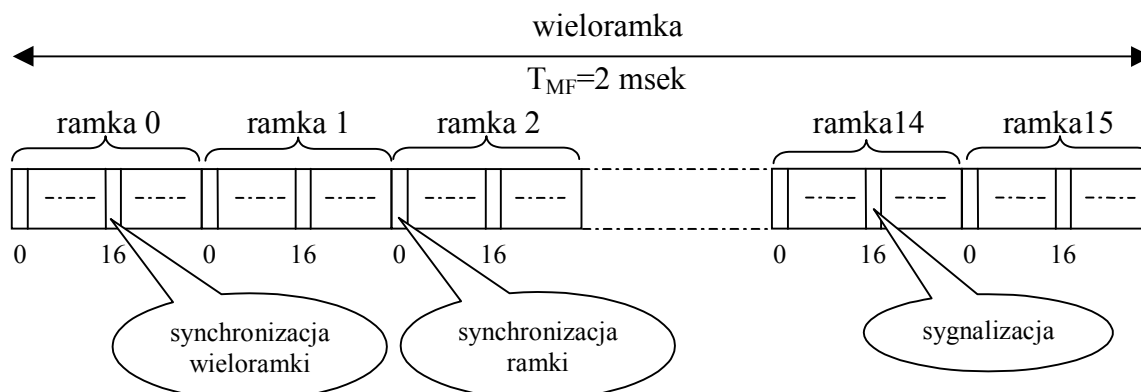 wieloramka
T_MF=2 msek
ramka 0 ramka 1 ramka 2 ramka14 ramka15
0 16 0 16 0 16 0 16 0 16
synchronizacja
wieloramki
synchronizacja
ramki
sygnalizacja